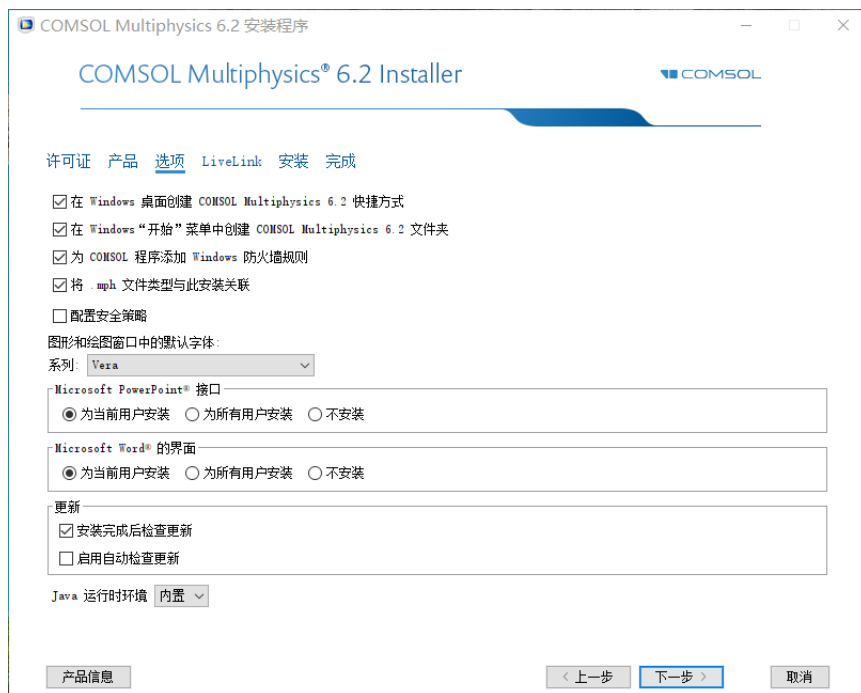 COMSOL Multiphysics 6.2 安装程序
COMSOL Multiphysics® 6.2 Installer
COMSOL
许可证 产品 选项 LiveLink 安装 完成
在 Windows 桌面创建 COMSOL Multiphysics 6.2 快捷方式
在 Windows“开始”菜单中创建 COMSOL Multiphysics 6.2 文件夹
为 COMSOL 程序添加 Windows 防火墙规则
将 .mph 文件类型与此安装关联
配置安全策略
图形和绘图窗口中的默认字体:
系列: Vera
Microsoft PowerPoint® 接口
为当前用户安装 为所有用户安装 不安装
Microsoft Word® 的界面
为当前用户安装 为所有用户安装 不安装
更新
安装完成后检查更新
启用自动检查更新
Java 运行时环境 内置
产品信息 < 上一步 下一步 > 取消